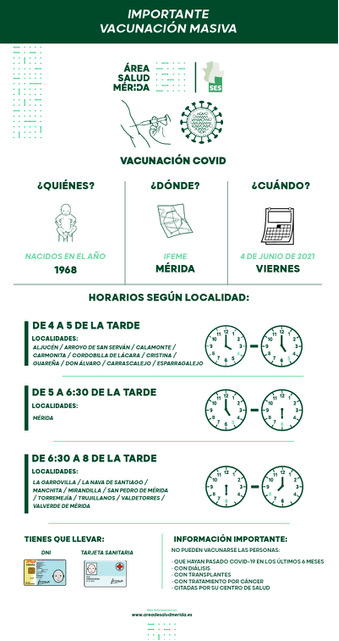 IMPORTANTE
VACUNACIÓN MASIVA
ÁREA
SALUD
MÉRIDA
SES
VACUNACIÓN COVID
¿QUIÉNES?
NACIDOS EN EL AÑO
1968
¿DÓNDE?
IFEME
MÉRIDA
¿CUÁNDO?
4 DE JUNIO DE 2021
VIERNES
HORARIOS SEGÚN LOCALIDAD:
DE 4 A 5 DE LA TARDE
LOCALIDADES:
ALJUCÉN / ARROYO DE SAN SERVÁN / CALAMONTE /
CARMONITA / CORDOBILLA DE LÁCARA / CRISTINA /
GUAREÑA / DON ÁLVARO / CARRASCALEJO / ESPARRAGALEJO
DE 5 A 6:30 DE LA TARDE
LOCALIDADES:
MÉRIDA
DE 6:30 A 8 DE LA TARDE
LOCALIDADES:
LA GARROVILLA / LA NAVA DE SANTIAGO /
MANCHITA / MIRANDILLA / SAN PEDRO DE MÉRIDA
/ TORREMEJÍA / TRUJILLANOS / VALDETORRES /
VALVERDE DE MÉRIDA
TIENES QUE LLEVAR:
DNI
TARJETA SANITARIA
INFORMACIÓN IMPORTANTE:
NO PUEDEN VACUNARSE LAS PERSONAS:
- QUE HAYAN PASADO COVID-19 EN LOS ÚLTIMOS 6 MESES
- CON DIÁLISIS
- CON TRANSPLANTES
- CON TRATAMIENTO POR CÁNCER
- CITADAS POR SU CENTRO DE SALUD
www.areadesaludmerida.es